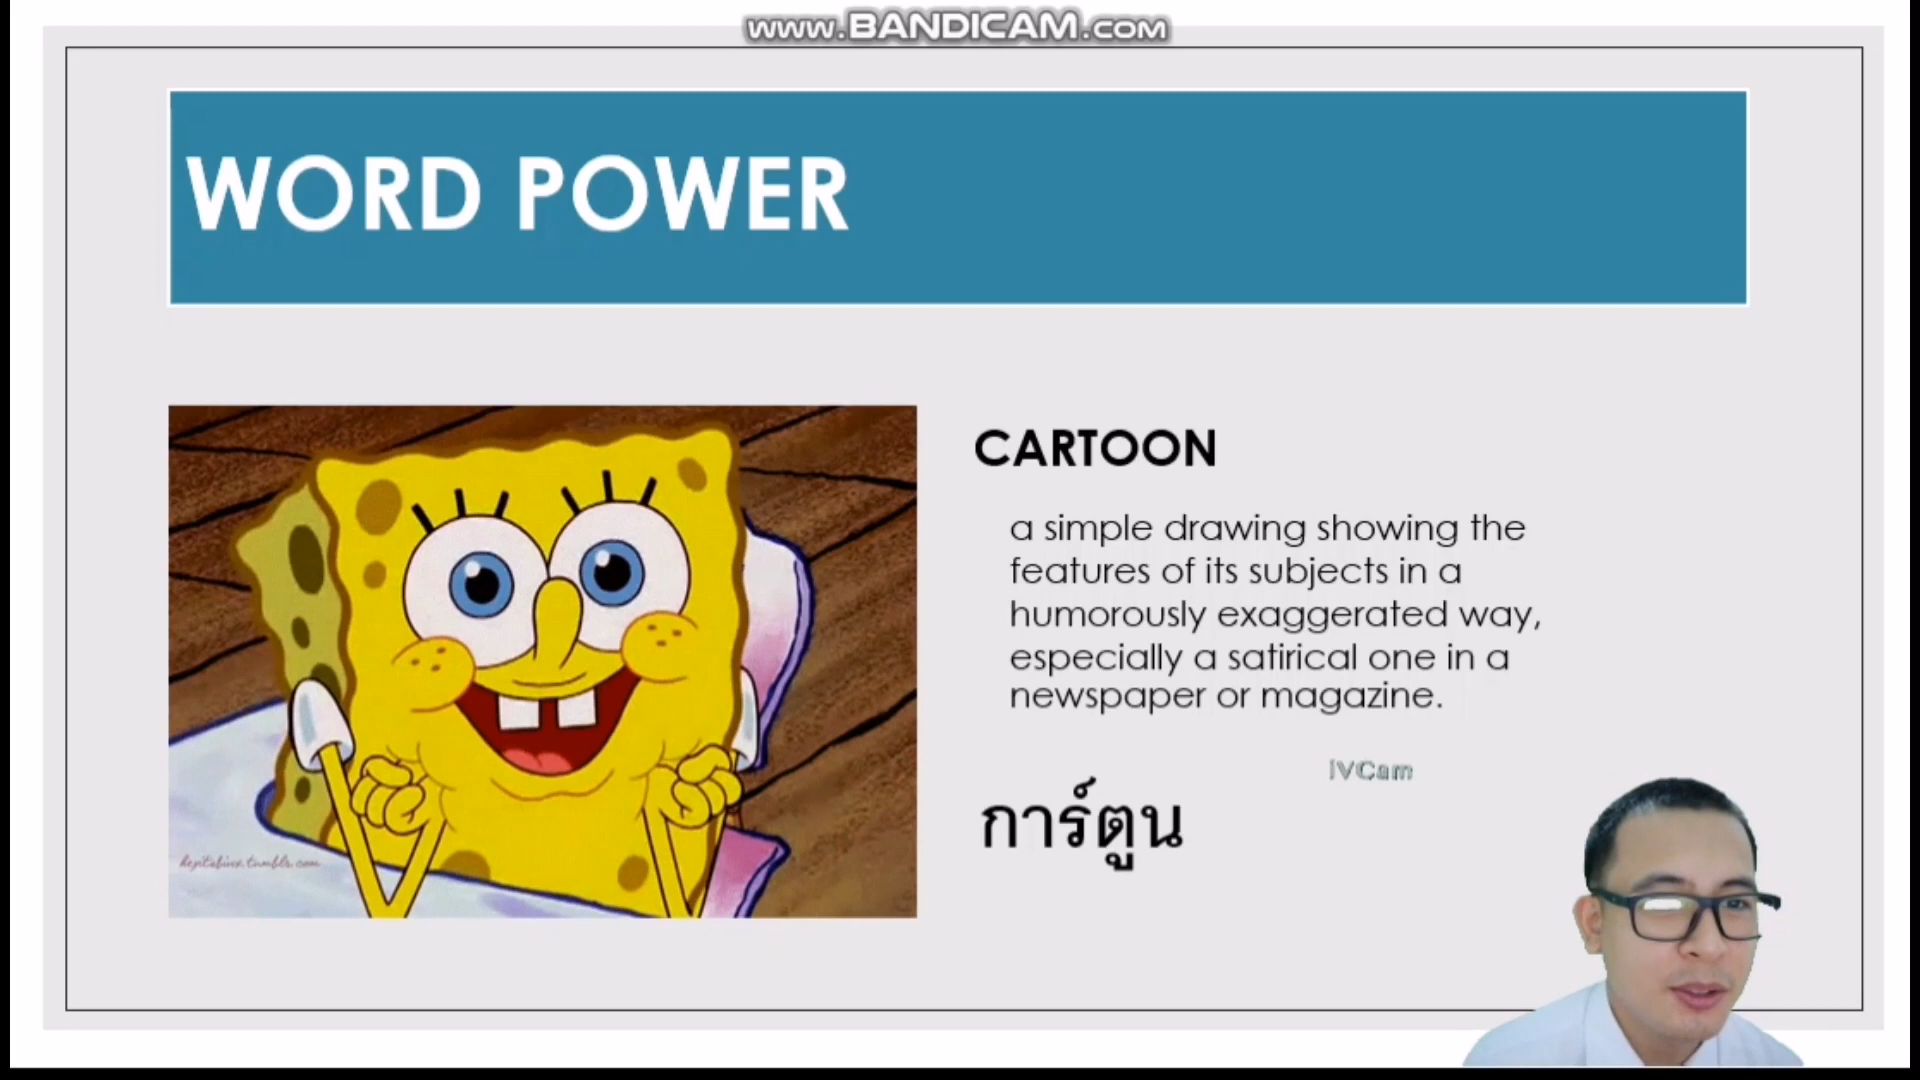 www.BANDICAM.com
WORD POWER
CARTOON
a simple drawing showing the
features of its subjects in a
humorously exaggerated way,
especially a satirical one in a
newspaper or magazine.
iVCam
การ์ตูน